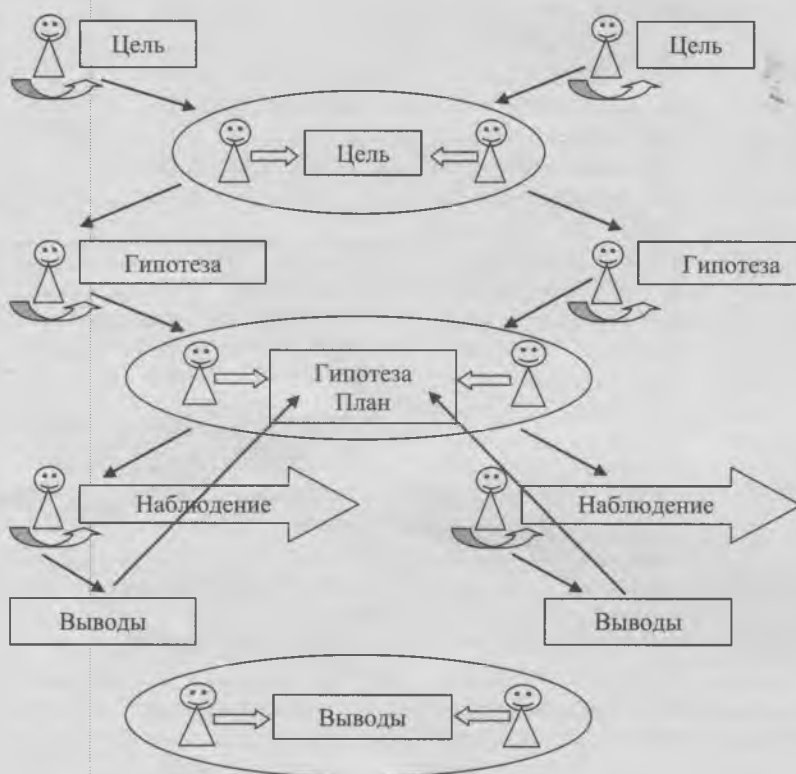 Цель
Цель
Цель
Гипотеза
Гипотеза
Гипотеза
План
Наблюдение
Наблюдение
Выводы
Выводы
Выводы